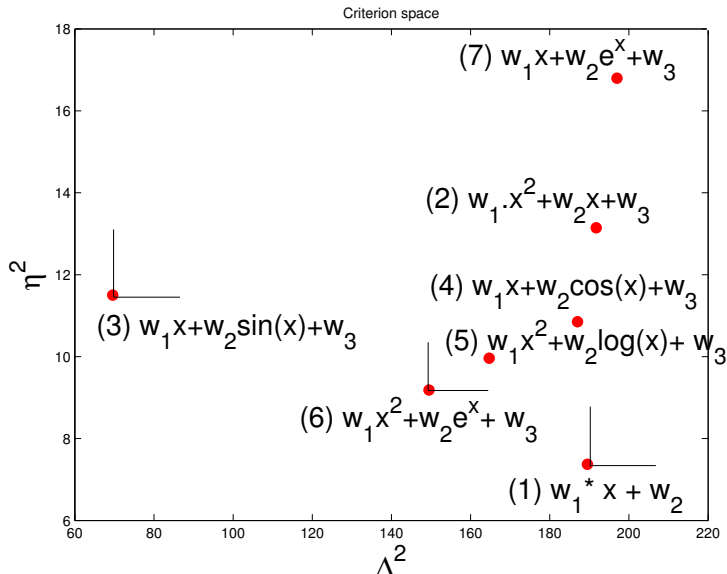 Criterion space
18
16
14
12
10
8
6
η²
(7) w₁x+w₂eˣ+w₃
(2) w₁.x²+w₂x+w₃
(4) w₁x+w₂cos(x)+w₃
(3) w₁x+w₂sin(x)+w₃
(5) w₁x²+w₂log(x)+ w₃
(6) w₁x²+w₂eˣ+ w₃
(1) w₁* x + w₂
60 80 100 120 140 160 180 200 220
Λ²